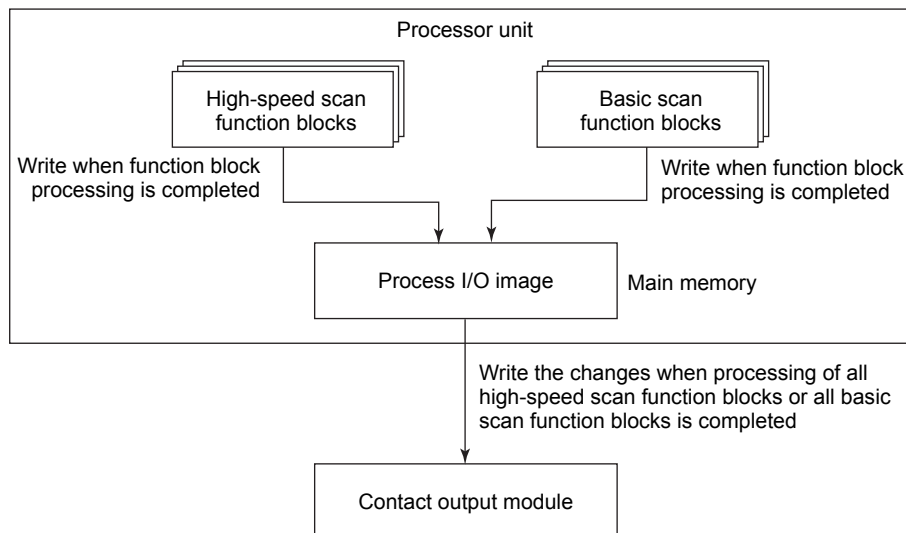 Processor unit
High-speed scan
function blocks
Basic scan
function blocks
Write when function block
processing is completed
Write when function block
processing is completed
Process I/O image
Main memory
Write the changes when processing of all
high-speed scan function blocks or all basic
scan function blocks is completed
Contact output module